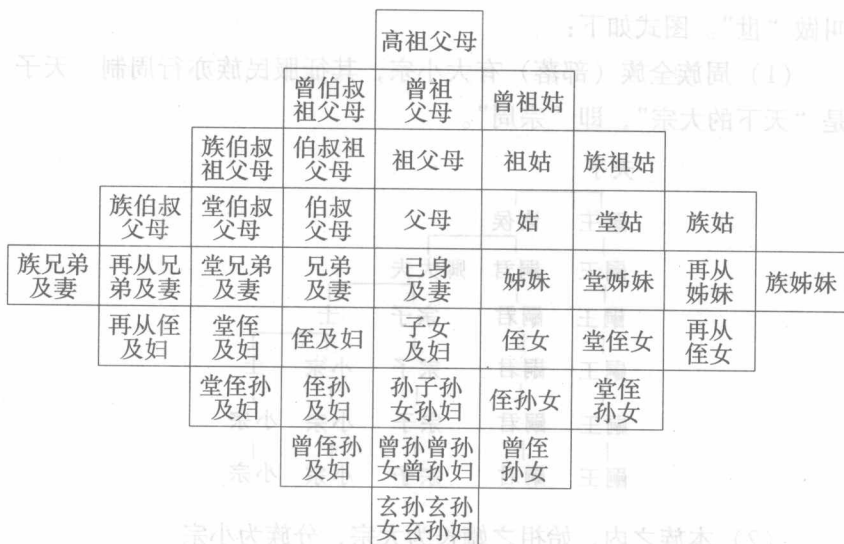 高祖父母
曾伯叔
祖父母
曾祖
父母
曾祖姑
族伯叔
祖父母
伯叔祖
父母
祖父母
祖姑
族祖姑
族伯叔
父母
堂伯叔
父母
伯叔
父母
父母
姑
堂姑
族姑
族兄弟
及妻
再从兄
弟及妻
堂兄弟
及妻
兄弟
及妻
己身
及妻
姊妹
堂姊妹
再从
姊妹
族姊妹
再从侄
及妇
堂侄
及妇
侄及妇
子女
及妇
侄女
堂侄女
再从
侄女
堂侄孙
及妇
侄孙
及妇
孙子孙
女孙妇
侄孙女
堂侄
孙女
曾侄孙
及妇
曾孙曾孙
女曾孙妇
曾侄
孙女
玄孙玄孙
女玄孙妇